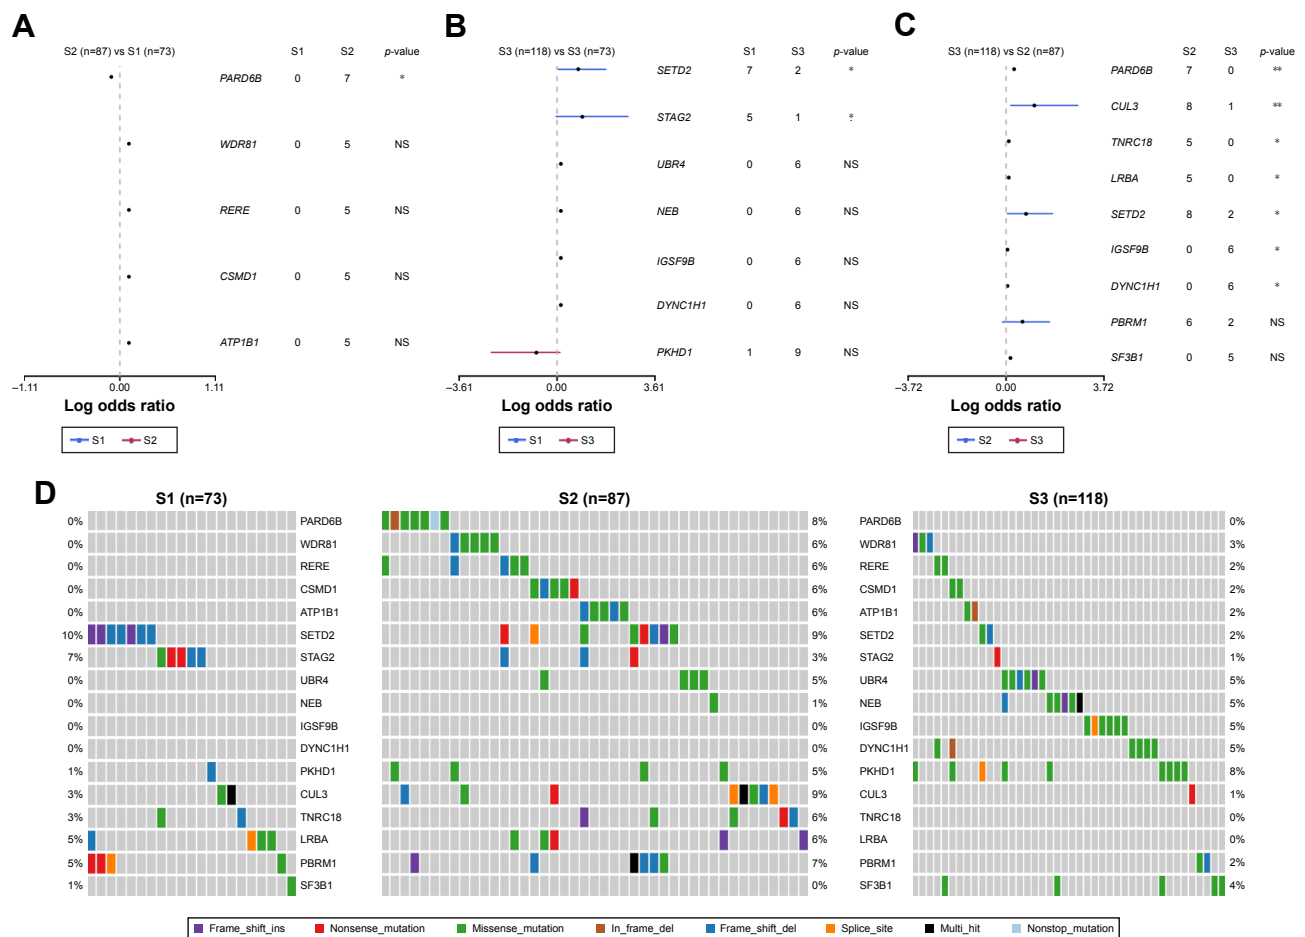 A
S2 (n=87) vs S1 (n=73) S1 S2 p-value
PARD6B 0 7 *
WDR81 0 5 NS
RERE 0 5 NS
CSMD1 0 5 NS
ATP1B1 0 5 NS
−1.11 0.00 1.11
Log odds ratio
S1 S2
B
S3 (n=118) vs S3 (n=73) S1 S3 p-value
SETD2 7 2 *
STAG2 5 1 *
UBR4 0 6 NS
NEB 0 6 NS
IGSF9B 0 6 NS
DYNC1H1 0 6 NS
PKHD1 1 9 NS
−3.61 0.00 3.61
Log odds ratio
S1 S3
C
S3 (n=118) vs S2 (n=87) S2 S3 p-value
PARD6B 7 0 **
CUL3 8 1 **
TNRC18 5 0 *
LRBA 5 0 *
SETD2 8 2 *
IGSF9B 0 6 *
DYNC1H1 0 6 *
PBRM1 6 2 NS
SF3B1 0 5 NS
−3.72 0.00 3.72
Log odds ratio
S2 S3
D
S1 (n=73) S2 (n=87) S3 (n=118)
0% PARD6B 8% PARD6B 0%
0% WDR81 6% WDR81 3%
0% RERE 6% RERE 2%
0% CSMD1 6% CSMD1 2%
0% ATP1B1 6% ATP1B1 2%
10% SETD2 9% SETD2 2%
7% STAG2 3% STAG2 1%
0% UBR4 5% UBR4 5%
0% NEB 1% NEB 5%
0% IGSF9B 0% IGSF9B 5%
0% DYNC1H1 0% DYNC1H1 5%
1% PKHD1 5% PKHD1 8%
3% CUL3 9% CUL3 1%
3% TNRC18 6% TNRC18 0%
5% LRBA 6% LRBA 0%
5% PBRM1 7% PBRM1 2%
1% SF3B1 0% SF3B1 4%
Frame_shift_ins Nonsense_mutation Missense_mutation In_frame_del Frame_shift_del Splice_site Multi_hit Nonstop_mutation